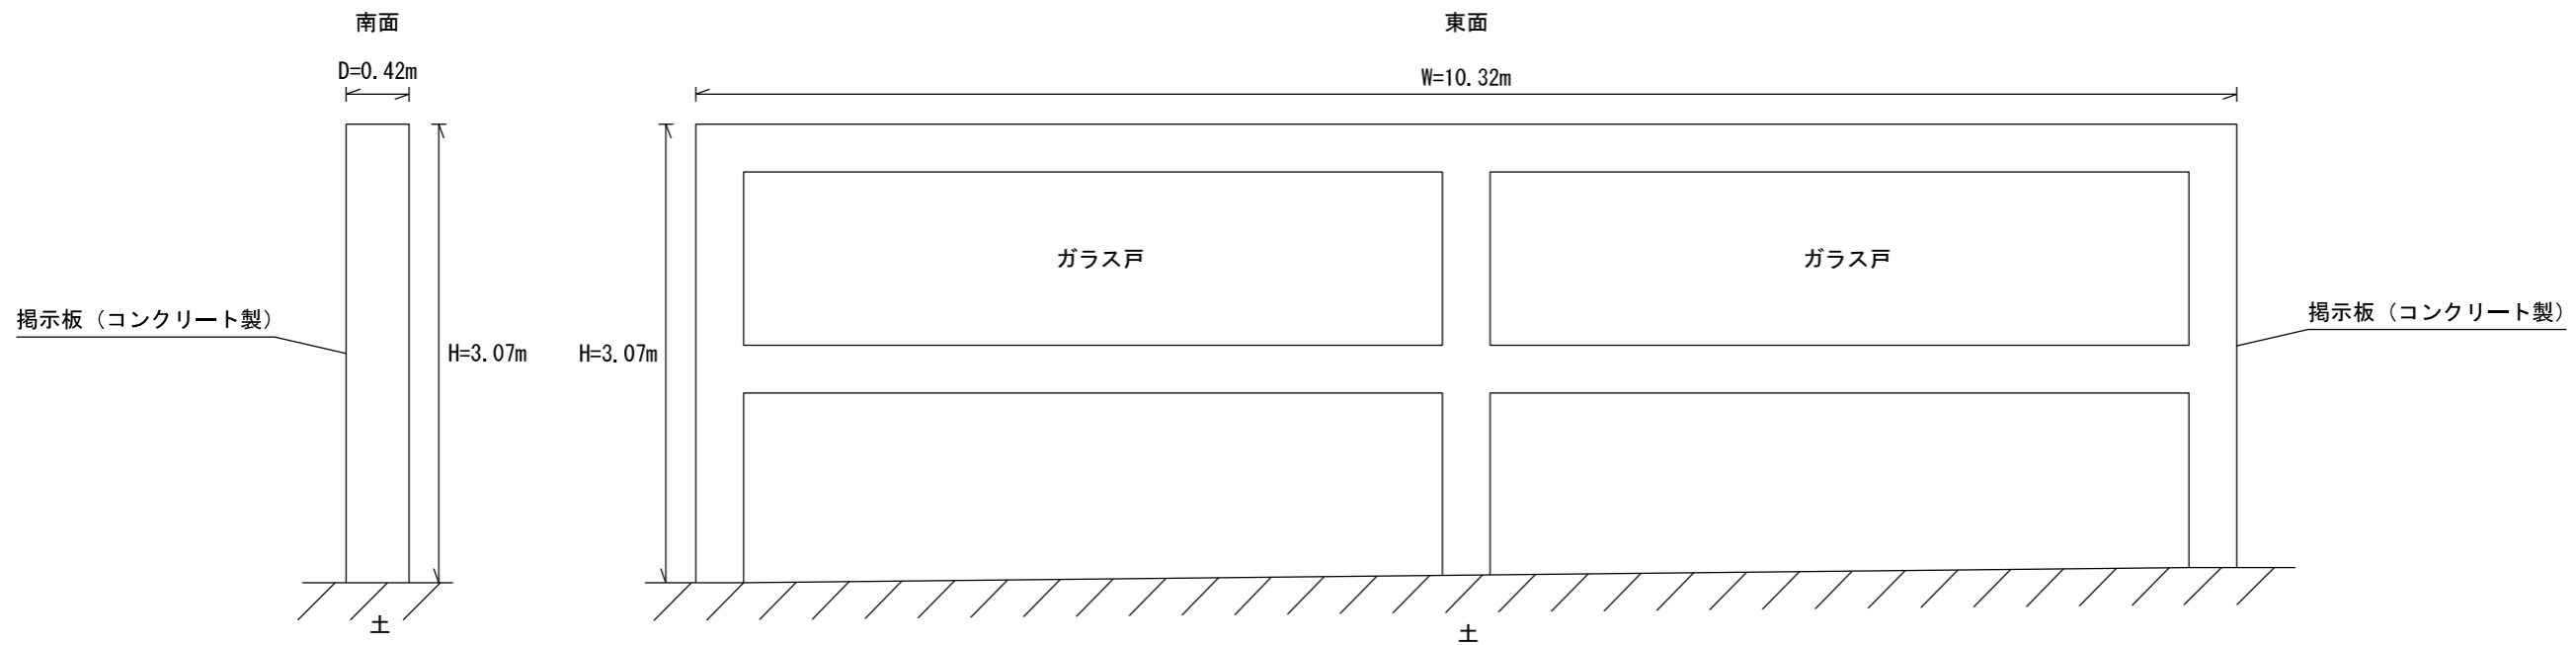 南面
D=0.42m
掲示板（コンクリート製）
H=3.07m
土
東面
W=10.32m
H=3.07m
ガラス戸
ガラス戸
掲示板（コンクリート製）
土